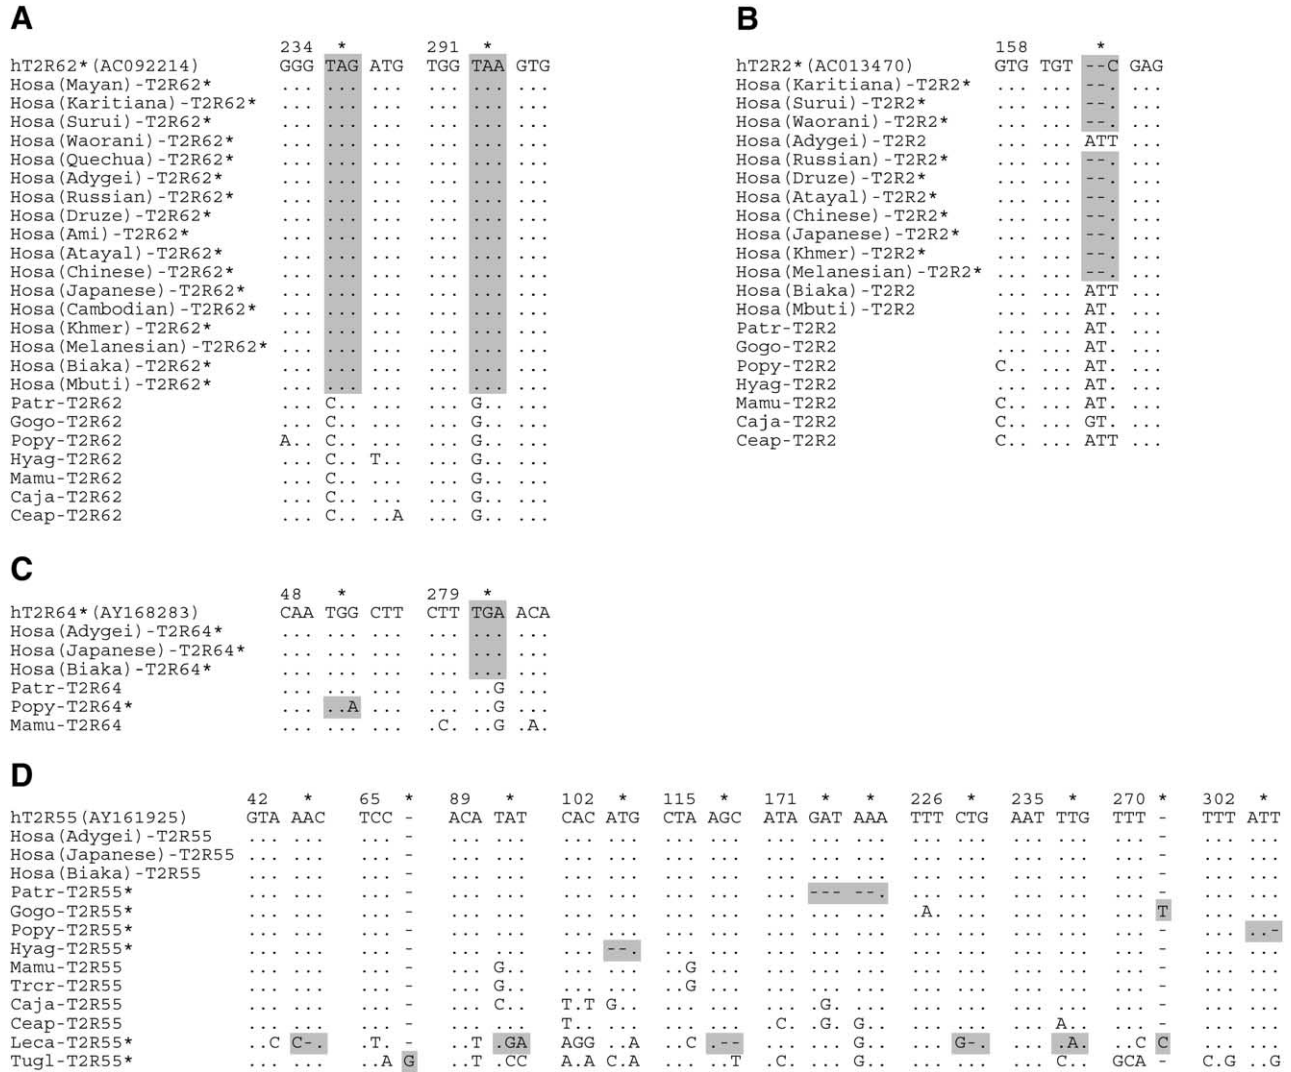 A
234 * 291 *
hT2R62*(AC092214) GGG TAG ATG TGG TAA GTG
Hosa(Mayan)-T2R62* ... ... ... ... ... ...
Hosa(Karitiana)-T2R62* ... ... ... ... ... ...
Hosa(Surui)-T2R62* ... ... ... ... ... ...
Hosa(Waorani)-T2R62* ... ... ... ... ... ...
Hosa(Quechua)-T2R62* ... ... ... ... ... ...
Hosa(Adygei)-T2R62* ... ... ... ... ... ...
Hosa(Russian)-T2R62* ... ... ... ... ... ...
Hosa(Druze)-T2R62* ... ... ... ... ... ...
Hosa(Ami)-T2R62* ... ... ... ... ... ...
Hosa(Atayal)-T2R62* ... ... ... ... ... ...
Hosa(Chinese)-T2R62* ... ... ... ... ... ...
Hosa(Japanese)-T2R62* ... ... ... ... ... ...
Hosa(Cambodian)-T2R62* ... ... ... ... ... ...
Hosa(Khmer)-T2R62* ... ... ... ... ... ...
Hosa(Melanesian)-T2R62* ... ... ... ... ... ...
Hosa(Biaka)-T2R62* ... ... ... ... ... ...
Hosa(Mbuti)-T2R62* ... ... ... ... ... ...
Patr-T2R62 ... C.. ... ... G.. ...
Gogo-T2R62 ... C.. ... ... G.. ...
Popy-T2R62 A.. C.. ... ... G.. ...
Hyag-T2R62 ... C.. T.. ... G.. ...
Mamu-T2R62 ... C.. ... ... G.. ...
Caja-T2R62 ... C.. ... ... G.. ...
Ceap-T2R62 ... C.. ..A ... G.. ...
B
158 *
hT2R2*(AC013470) GTG TGT --C GAG
Hosa(Karitiana)-T2R2* ... ... --. ...
Hosa(Surui)-T2R2* ... ... --. ...
Hosa(Waorani)-T2R2* ... ... --. ...
Hosa(Adygei)-T2R2 ... ... ATT ...
Hosa(Russian)-T2R2* ... ... --. ...
Hosa(Druze)-T2R2* ... ... --. ...
Hosa(Atayal)-T2R2* ... ... --. ...
Hosa(Chinese)-T2R2* ... ... --. ...
Hosa(Japanese)-T2R2* ... ... --. ...
Hosa(Khmer)-T2R2* ... ... --. ...
Hosa(Melanesian)-T2R2* ... ... --. ...
Hosa(Biaka)-T2R2 ... ... ATT ...
Hosa(Mbuti)-T2R2 ... ... AT. ...
Patr-T2R2 ... ... AT. ...
Gogo-T2R2 ... ... AT. ...
Popy-T2R2 C.. ... AT. ...
Hyag-T2R2 ... ... AT. ...
Mamu-T2R2 C.. ... AT. ...
Caja-T2R2 C.. ... GT. ...
Ceap-T2R2 C.. ... ATT ...
C
48 * 279 *
hT2R64*(AY168283) CAA TGG CTT CTT TGA ACA
Hosa(Adygei)-T2R64* ... ... ... ... ... ...
Hosa(Japanese)-T2R64* ... ... ... ... ... ...
Hosa(Biaka)-T2R64* ... ... ... ... ... ...
Patr-T2R64 ... ... ... ... ..G ...
Popy-T2R64* ... ..A ... ... ..G ...
Mamu-T2R64 ... ... ... .C. ..G .A.
D
42 * 65 * 89 * 102 * 115 * 171 * * 226 * 235 * 270 * 302 *
hT2R55(AY161925) GTA AAC TCC - ACA TAT CAC ATG CTA AGC ATA GAT AAA TTT CTG AAT TTG TTT - TTT ATT
Hosa(Adygei)-T2R55 ... ... ... - ... ... ... ... ... ... ... ... ... ... ... ... ... ... - ... ...
Hosa(Japanese)-T2R55 ... ... ... - ... ... ... ... ... ... ... ... ... ... ... ... ... ... - ... ...
Hosa(Biaka)-T2R55 ... ... ... - ... ... ... ... ... ... ... ... ... ... ... ... ... ... - ... ...
Patr-T2R55* ... ... ... - ... ... ... ... ... ... ... --- --. ... ... ... ... ... - ... ...
Gogo-T2R55* ... ... ... - ... ... ... ... ... ... ... ... ... .A. ... ... ... ... T ... ...
Popy-T2R55* ... ... ... - ... ... ... ... ... ... ... ... ... ... ... ... ... ... - ... ..-
Hyag-T2R55* ... ... ... - ... ... ... --. ... ... ... ... ... ... ... ... ... ... - ... ...
Mamu-T2R55 ... ... ... - ... G.. ... ... ..G ... ... ... ... ... ... ... ... ... - ... ...
Trcr-T2R55 ... ... ... - ... G.. ... ... ..G ... ... ... ... ... ... ... ... ... - ... ...
Caja-T2R55 ... ... ... - ... C.. T.T G.. ... ... ... .G. ... ... ... ... ... ... - ... ...
Ceap-T2R55 ... ... ... - ... ... T.. ... ... ... .C. .G. G.. ... ... ... A.. ... - ... ...
Leca-T2R55* ..C C-. .T. - ..T .GA AGG ..A ..C .-- ... ... G.. ... G-. ... .A. ..C C ... ...
Tugl-T2R55* ... ... ..A G ..T .CC A.A C.A ... ..T .C. ... G.. ... ... ... C.. GCA - C.G ..G